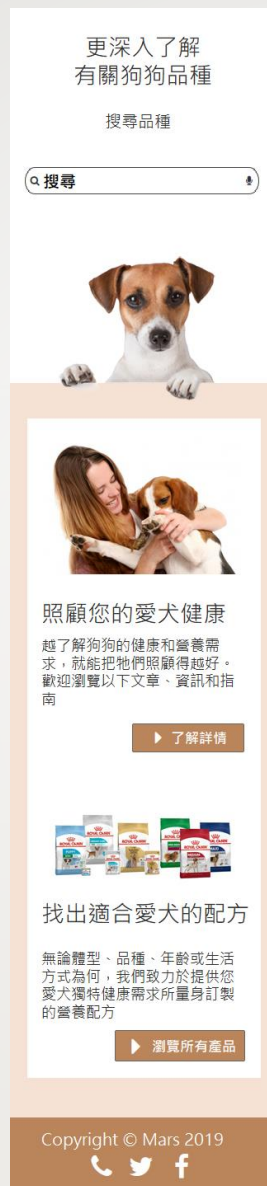 更深入了解
有關狗狗品種
搜尋品種
搜尋
照顧您的愛犬健康
越了解狗狗的健康和營養需
求，就能把牠們照顧得越好。
歡迎瀏覽以下文章、資訊和指
南
了解詳情
ROYAL CANIN
找出適合愛犬的配方
無論體型、品種、年齡或生活
方式為何，我們致力於提供您
愛犬獨特健康需求所量身訂製
的營養配方
瀏覽所有產品
Copyright © Mars 2019